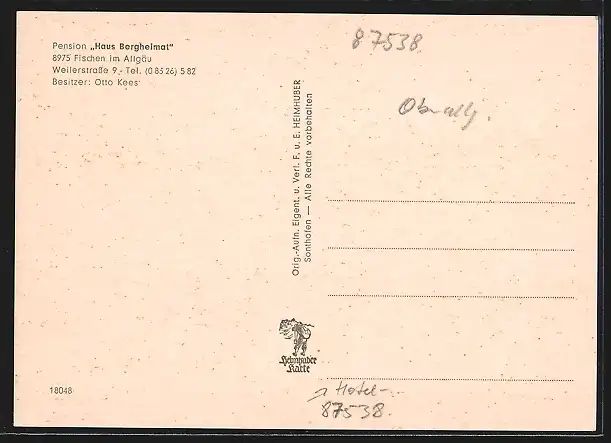 Pension „Haus Bergheimat“
8975 Fischen im Allgäu
Weilerstraße 9 - Tel. (0 83 26) 5 82
Besitzer: Otto Kees
87538
Oberallg.
Orig.-Aufn. Eigent. u. Verl. F. u. E. HEIMHUBER
Sonthofen — Alle Rechte vorbehalten
Heimhuber
Karte
18048
Hotel-
87538